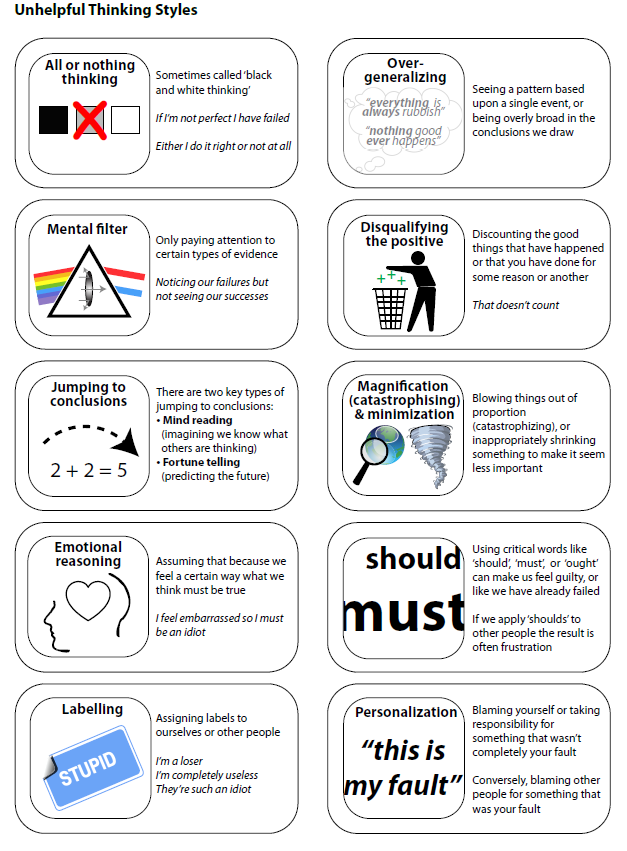 Unhelpful Thinking Styles
All or nothing
thinking
Sometimes called ‘black
and white thinking’
If I’m not perfect I have failed
Either I do it right or not at all
Over-
generalizing
“everything is
always rubbish”
“nothing good
ever happens”
Seeing a pattern based
upon a single event, or
being overly broad in the
conclusions we draw
Mental filter
Only paying attention to
certain types of evidence
Noticing our failures but
not seeing our successes
Disqualifying
the positive
Discounting the good
things that have happened
or that you have done for
some reason or another
That doesn’t count
Jumping to
conclusions
2 + 2 = 5
There are two key types of
jumping to conclusions:
• Mind reading
(imagining we know what
others are thinking)
• Fortune telling
(predicting the future)
Magnification
(catastrophising)
& minimization
Blowing things out of
proportion
(catastrophizing), or
inappropriately shrinking
something to make it seem
less important
Emotional
reasoning
Assuming that because we
feel a certain way what we
think must be true
I feel embarrassed so I must
be an idiot
should
must
Using critical words like
‘should’, ‘must’, or ‘ought’
can make us feel guilty, or
like we have already failed
If we apply ‘shoulds’ to
other people the result is
often frustration
Labelling
STUPID
Assigning labels to
ourselves or other people
I’m a loser
I’m completely useless
They’re such an idiot
Personalization
“this is
my fault”
Blaming yourself or taking
responsibility for
something that wasn’t
completely your fault
Conversely, blaming other
people for something that
was your fault